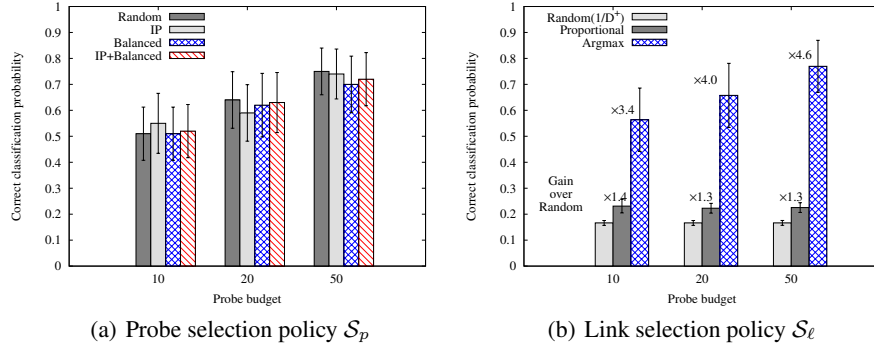 Correct classification probability
1
0.9
0.8
0.7
0.6
0.5
0.4
0.3
0.2
0.1
0
Random
IP
Balanced
IP+Balanced
10
20
50
Probe budget
(a) Probe selection policy 𝒮ₚ
Correct classification probability
1
0.9
0.8
0.7
0.6
0.5
0.4
0.3
0.2
0.1
0
Random(1/D⁺)
Proportional
Argmax
×3.4
×4.0
×4.6
Gain
over
Random
×1.4
×1.3
×1.3
10
20
50
Probe budget
(b) Link selection policy 𝒮ℓ